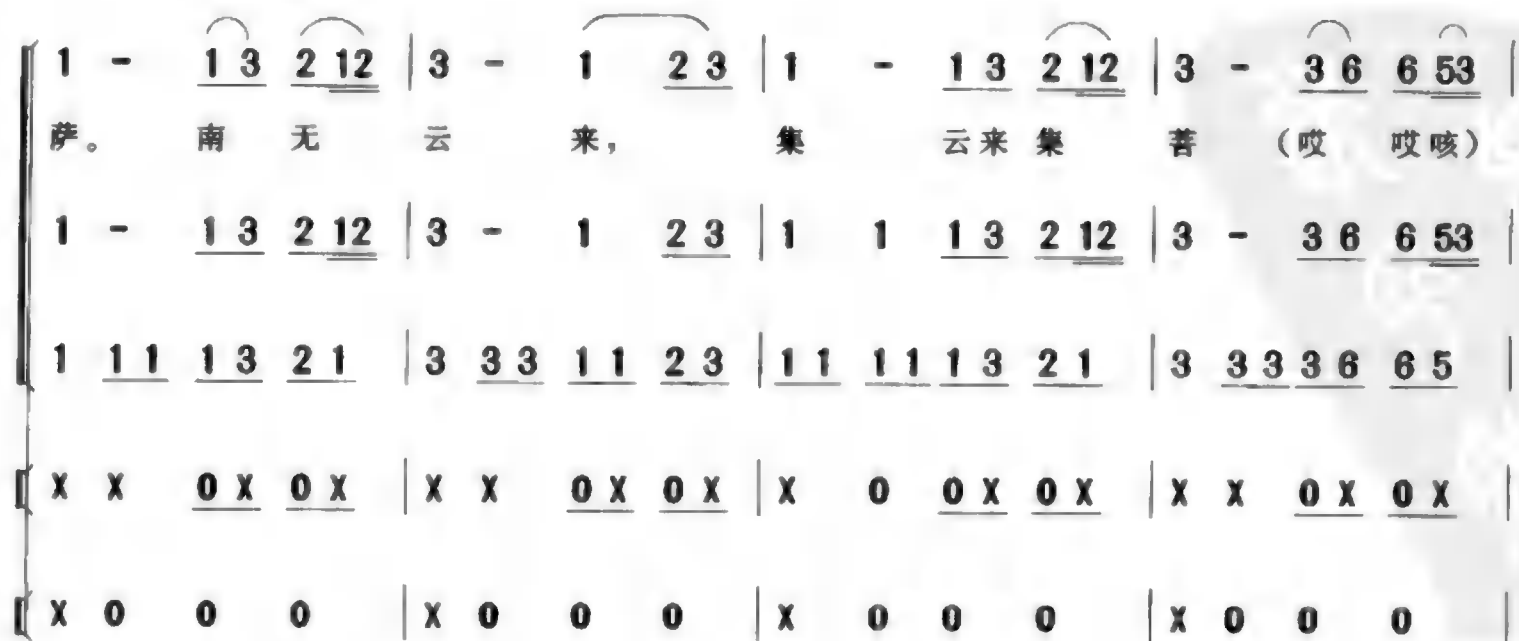 1 - 1 3 2 12 | 3 - 1 2 3 | 1 - 1 3 2 12 | 3 - 3 6 6 53 |
萨。 南 无 云 来， 集 云来集 菩 （哎 哎咳）
1 - 1 3 2 12 | 3 - 1 2 3 | 1 1 1 3 2 12 | 3 - 3 6 6 53 |
1 1 1 1 3 2 1 | 3 3 3 1 1 2 3 | 1 1 1 1 1 3 2 1 | 3 3 3 3 6 6 5 |
X X 0 X 0 X | X X 0 X 0 X | X 0 0 X 0 X | X X 0 X 0 X |
X 0 0 0 | X 0 0 0 | X 0 0 0 | X 0 0 0 |